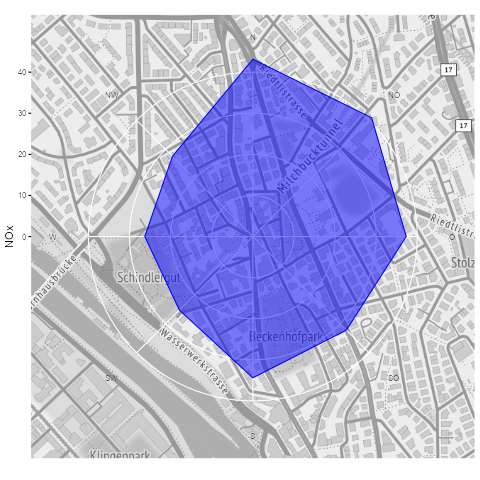 N
Riedtlistrasse
17
40
NW
NO
30
17
Milchbucktunnel
20
10
Riedtlistr
NOx
0
W
O
Stolz
rnhausbrücke
Schindlergut
Beckenhofpark
Wasserwerkstrasse
SW
SO
S
Klingenpark